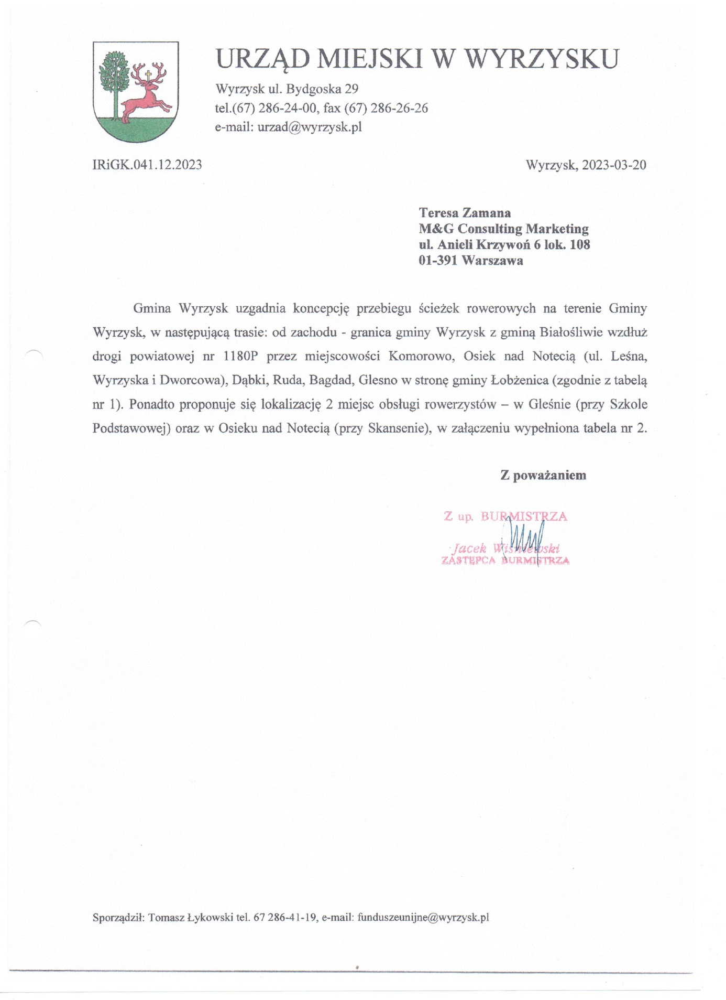 URZĄD MIEJSKI W WYRZYSKU
Wyrzysk ul. Bydgoska 29
tel.(67) 286-24-00, fax (67) 286-26-26
e-mail: urzad@wyrzysk.pl
IRiGK.041.12.2023
Wyrzysk, 2023-03-20
Teresa Zamana
M&G Consulting Marketing
ul. Anieli Krzywoń 6 lok. 108
01-391 Warszawa
Gmina Wyrzysk uzgadnia koncepcję przebiegu ścieżek rowerowych na terenie Gminy
Wyrzysk, w następującą trasie: od zachodu - granica gminy Wyrzysk z gminą Białośliwie wzdłuż
drogi powiatowej nr 1180P przez miejscowości Komorowo, Osiek nad Notecią (ul. Leśna,
Wyrzyska i Dworcowa), Dąbki, Ruda, Bagdad, Glesno w stronę gminy Łobżenica (zgodnie z tabelą
nr 1). Ponadto proponuje się lokalizację 2 miejsc obsługi rowerzystów – w Gleśnie (przy Szkole
Podstawowej) oraz w Osieku nad Notecią (przy Skansenie), w załączeniu wypełniona tabela nr 2.
Z poważaniem
Z up. BURMISTRZA
Jacek Wiśniewski
ZASTĘPCA BURMISTRZA
Sporządził: Tomasz Łykowski tel. 67 286-41-19, e-mail: funduszeunijne@wyrzysk.pl